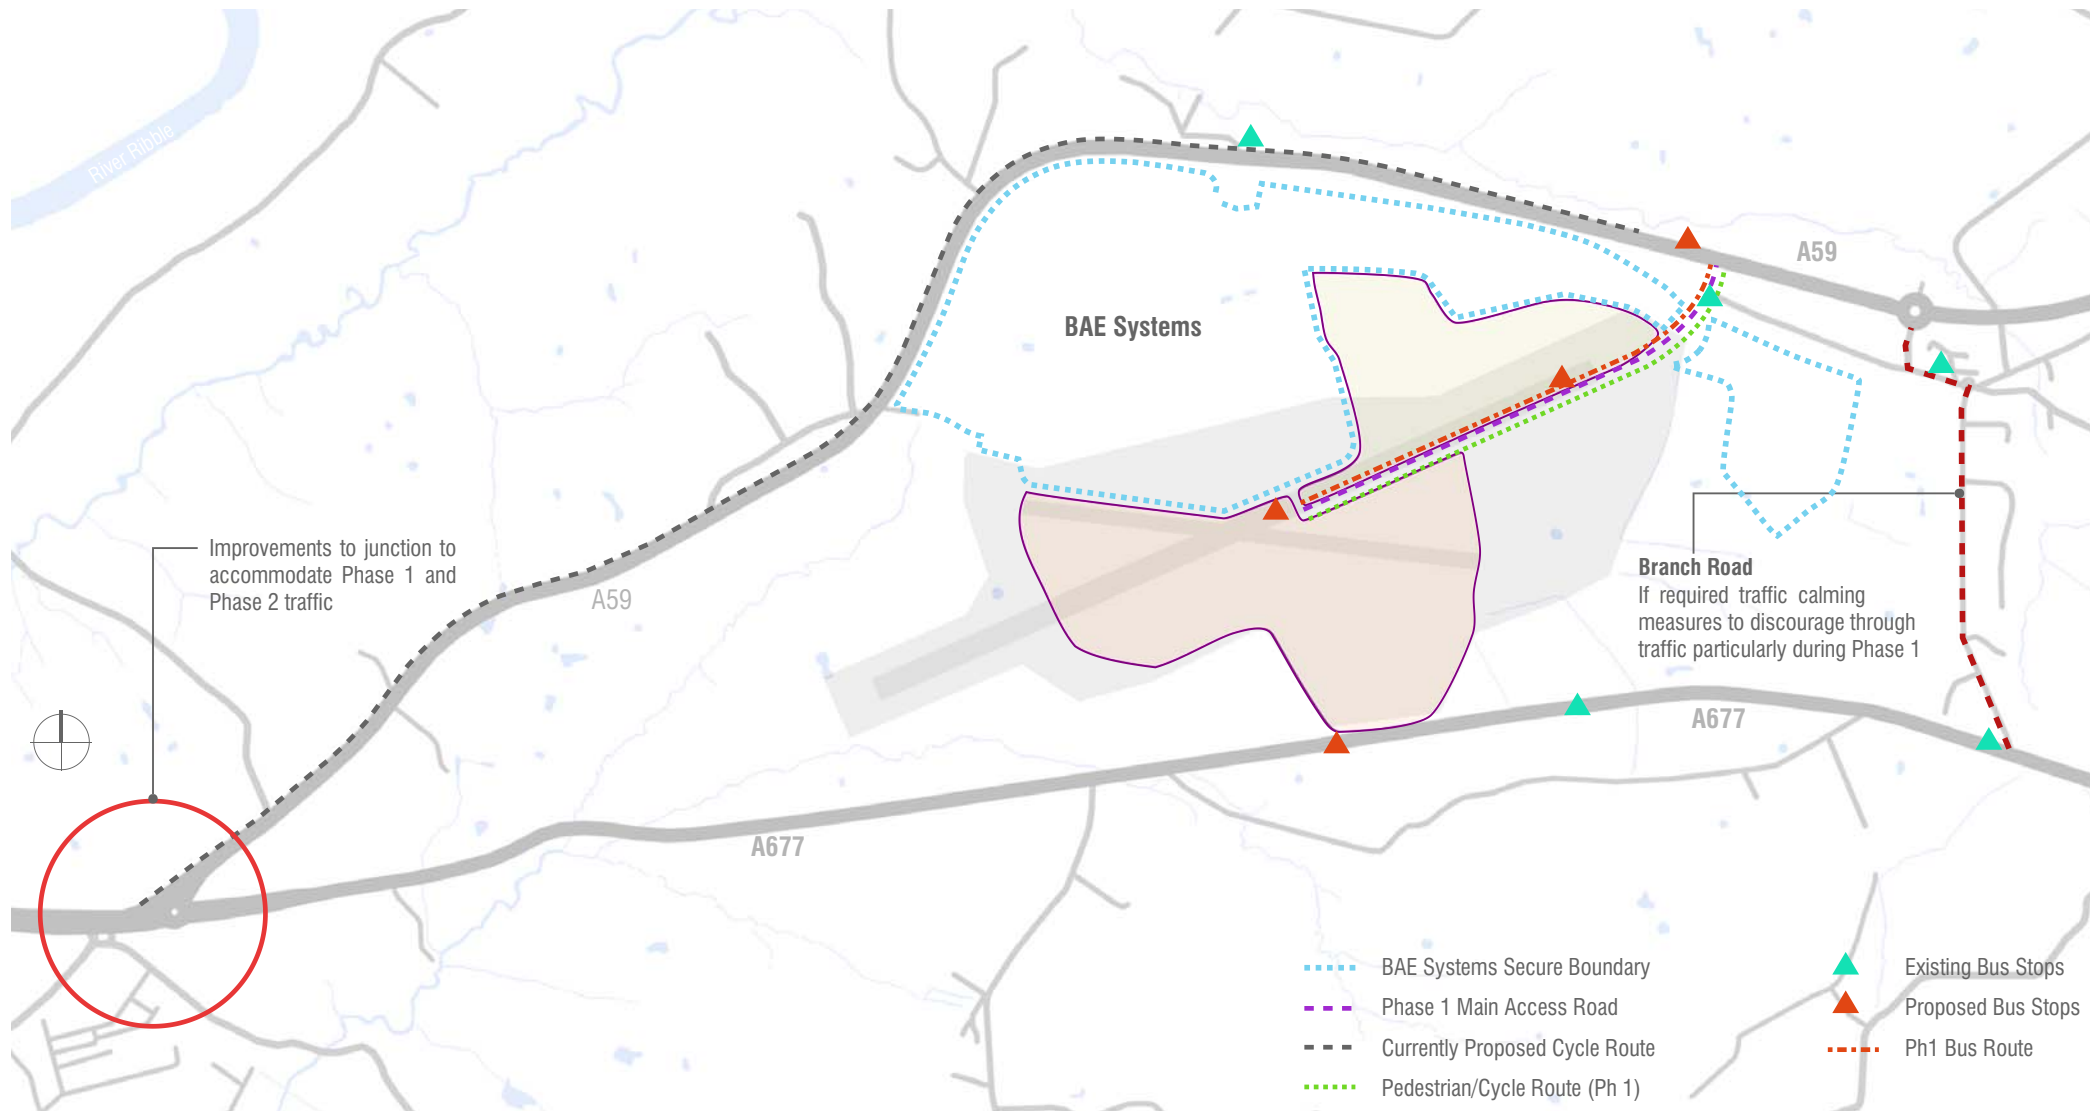 River Ribble
A59
BAE Systems
Improvements to junction to
accommodate Phase 1 and
Phase 2 traffic
A59
Branch Road
If required traffic calming
measures to discourage through
traffic particularly during Phase 1
A677
A677
BAE Systems Secure Boundary
Phase 1 Main Access Road
Currently Proposed Cycle Route
Pedestrian/Cycle Route (Ph 1)
Existing Bus Stops
Proposed Bus Stops
Ph1 Bus Route